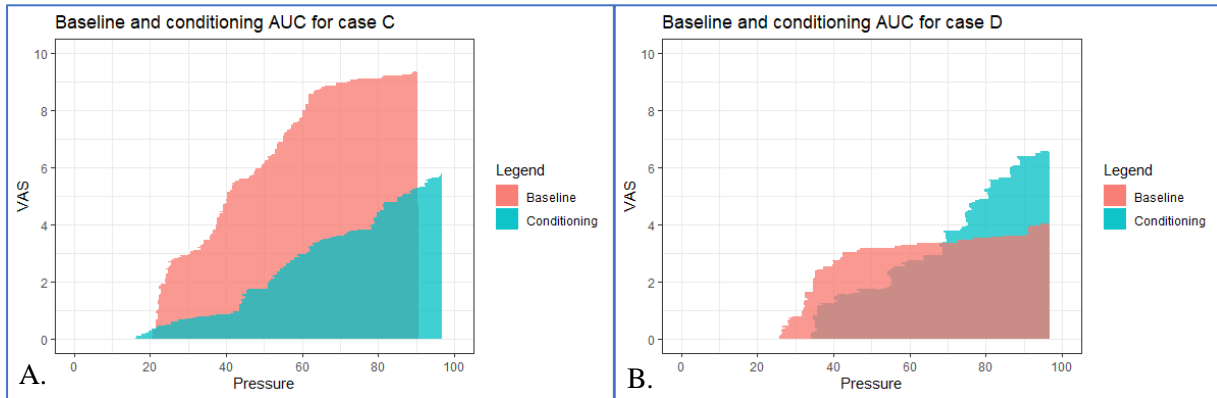 Baseline and conditioning AUC for case C
10
8
6
4
2
0
VAS
0 20 40 60 80 100
Pressure
Legend
Baseline
Conditioning
A.
Baseline and conditioning AUC for case D
10
8
6
4
2
0
VAS
0 20 40 60 80 100
Pressure
Legend
Baseline
Conditioning
B.